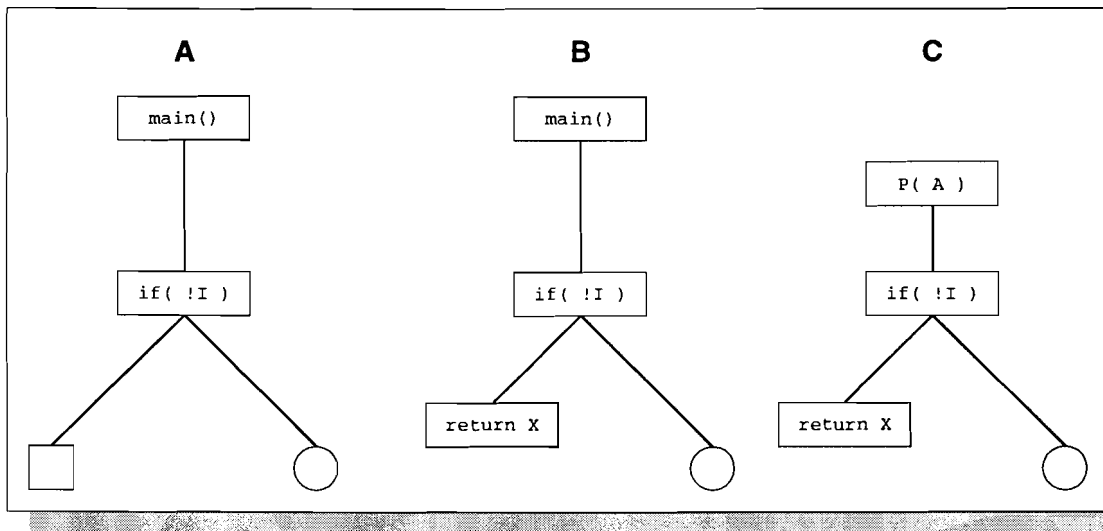 A B C
main() main()
P( A )
if( !I ) if( !I ) if( !I )
return X return X